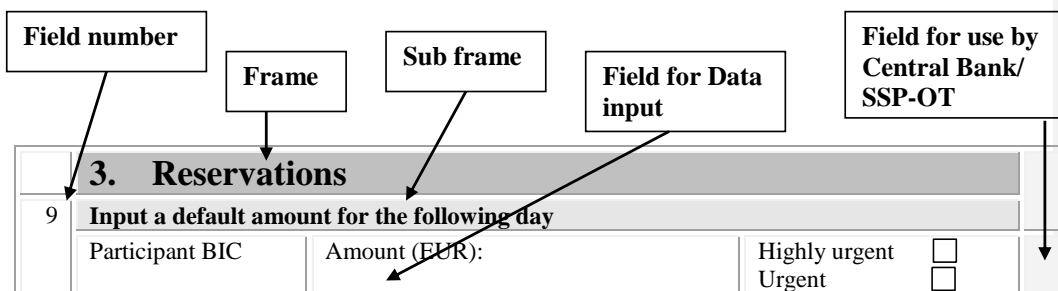 Field number
Frame
Sub frame
Field for Data
input
Field for use by
Central Bank/
SSP-OT
3. Reservations
9 Input a default amount for the following day
Participant BIC Amount (EUR): Highly urgent
Urgent